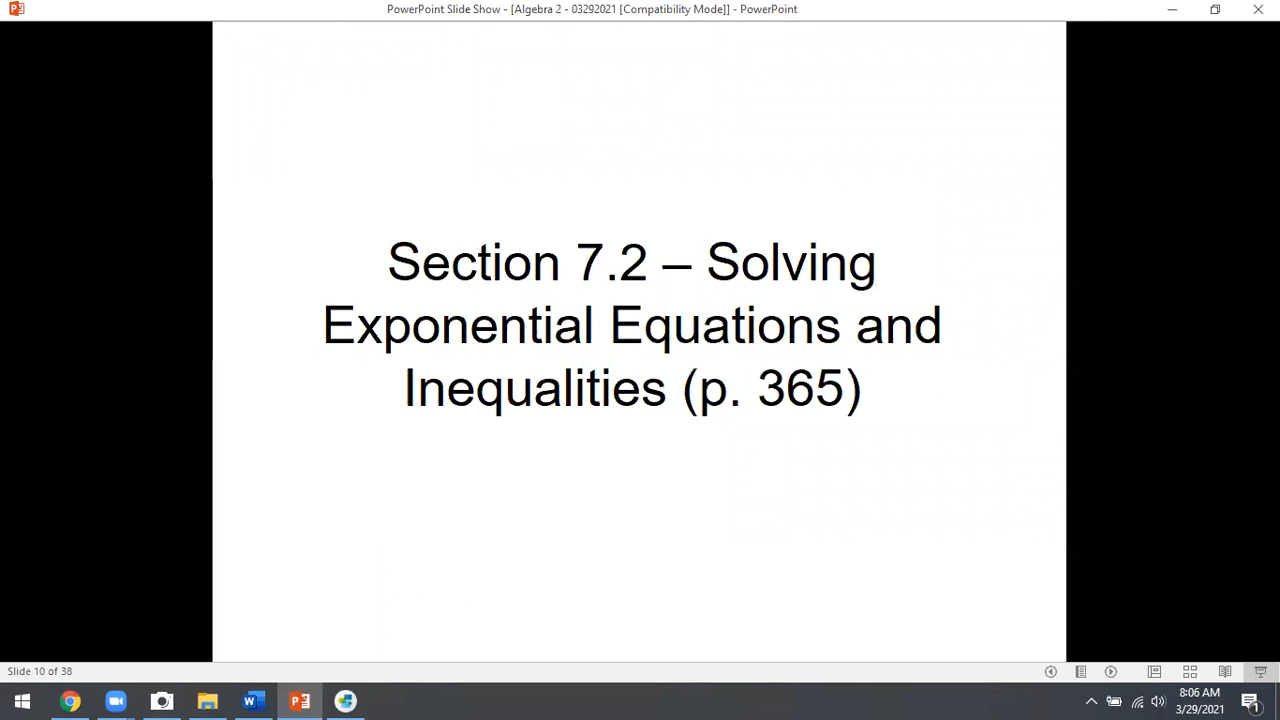 PowerPoint Slide Show - [Algebra 2 - 03292021 [Compatibility Mode]] - PowerPoint
Section 7.2 – Solving
Exponential Equations and
Inequalities (p. 365)
Slide 10 of 38
8:06 AM
3/29/2021
1